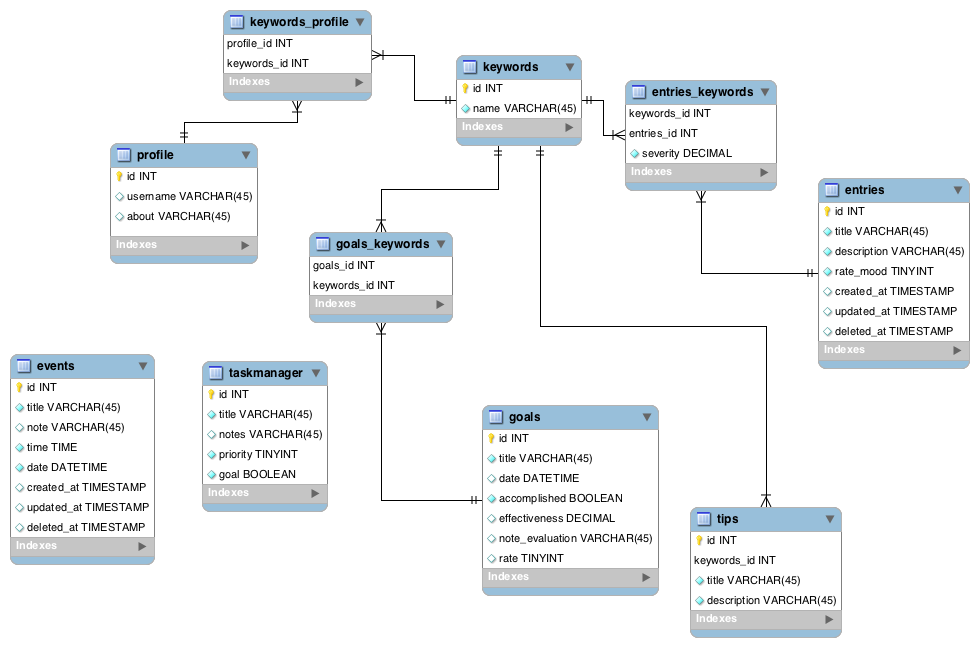 keywords_profile
profile_id INT
keywords_id INT
Indexes
keywords
id INT
name VARCHAR(45)
Indexes
entries_keywords
keywords_id INT
entries_id INT
severity DECIMAL
Indexes
profile
id INT
username VARCHAR(45)
about VARCHAR(45)
Indexes
entries
id INT
title VARCHAR(45)
description VARCHAR(45)
rate_mood TINYINT
created_at TIMESTAMP
updated_at TIMESTAMP
deleted_at TIMESTAMP
Indexes
goals_keywords
goals_id INT
keywords_id INT
Indexes
events
id INT
title VARCHAR(45)
note VARCHAR(45)
time TIME
date DATETIME
created_at TIMESTAMP
updated_at TIMESTAMP
deleted_at TIMESTAMP
Indexes
taskmanager
id INT
title VARCHAR(45)
notes VARCHAR(45)
priority TINYINT
goal BOOLEAN
Indexes
goals
id INT
title VARCHAR(45)
date DATETIME
accomplished BOOLEAN
effectiveness DECIMAL
note_evaluation VARCHAR(45)
rate TINYINT
Indexes
tips
id INT
keywords_id INT
title VARCHAR(45)
description VARCHAR(45)
Indexes